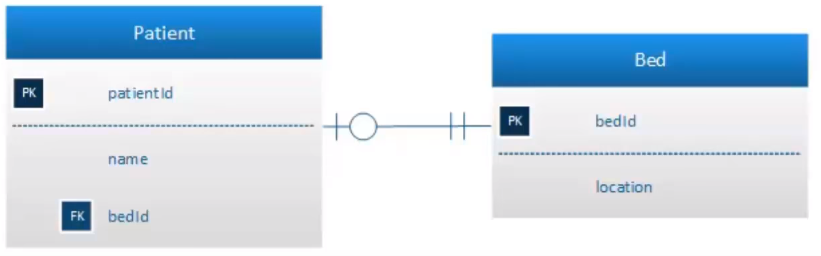 Patient
PK patientId
name
FK bedId
Bed
PK bedId
location